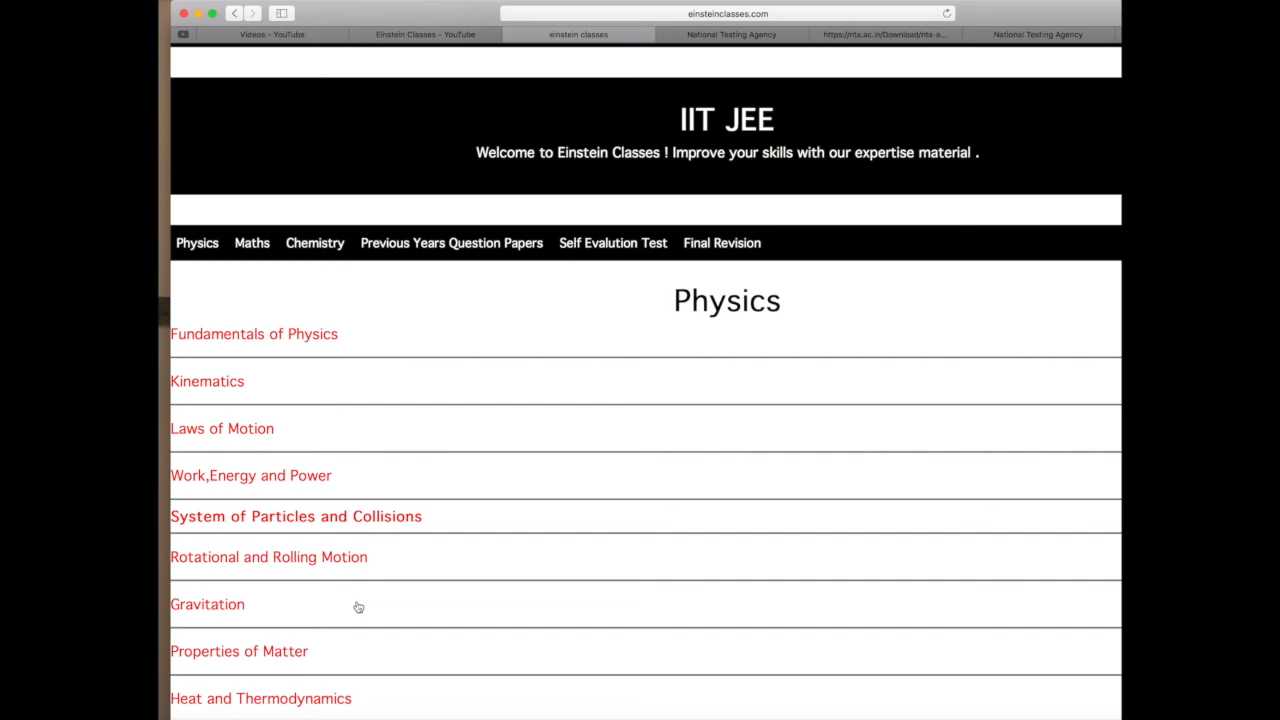 einsteinclasses.com
Videos - YouTube
Einstein Classes - YouTube
einstein classes
National Testing Agency
https://nta.ac.in/Download/nta-e...
National Testing Agency
IIT JEE
Welcome to Einstein Classes ! Improve your skills with our expertise material .
Physics Maths Chemistry Previous Years Question Papers Self Evalution Test Final Revision
Physics
Fundamentals of Physics
Kinematics
Laws of Motion
Work,Energy and Power
System of Particles and Collisions
Rotational and Rolling Motion
Gravitation
Properties of Matter
Heat and Thermodynamics